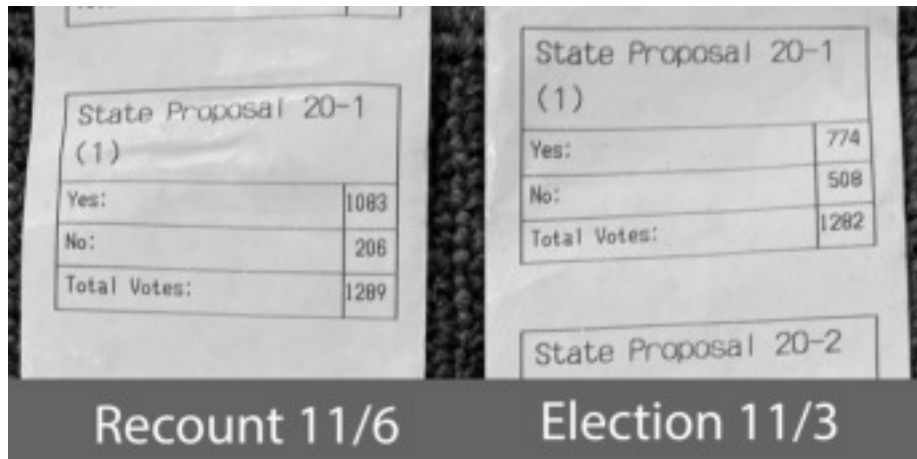 State Proposal 20-1
(1)
Yes: 1083
No: 206
Total Votes: 1289
Recount 11/6
State Proposal 20-1
(1)
Yes: 774
No: 508
Total Votes: 1282
State Proposal 20-2
Election 11/3